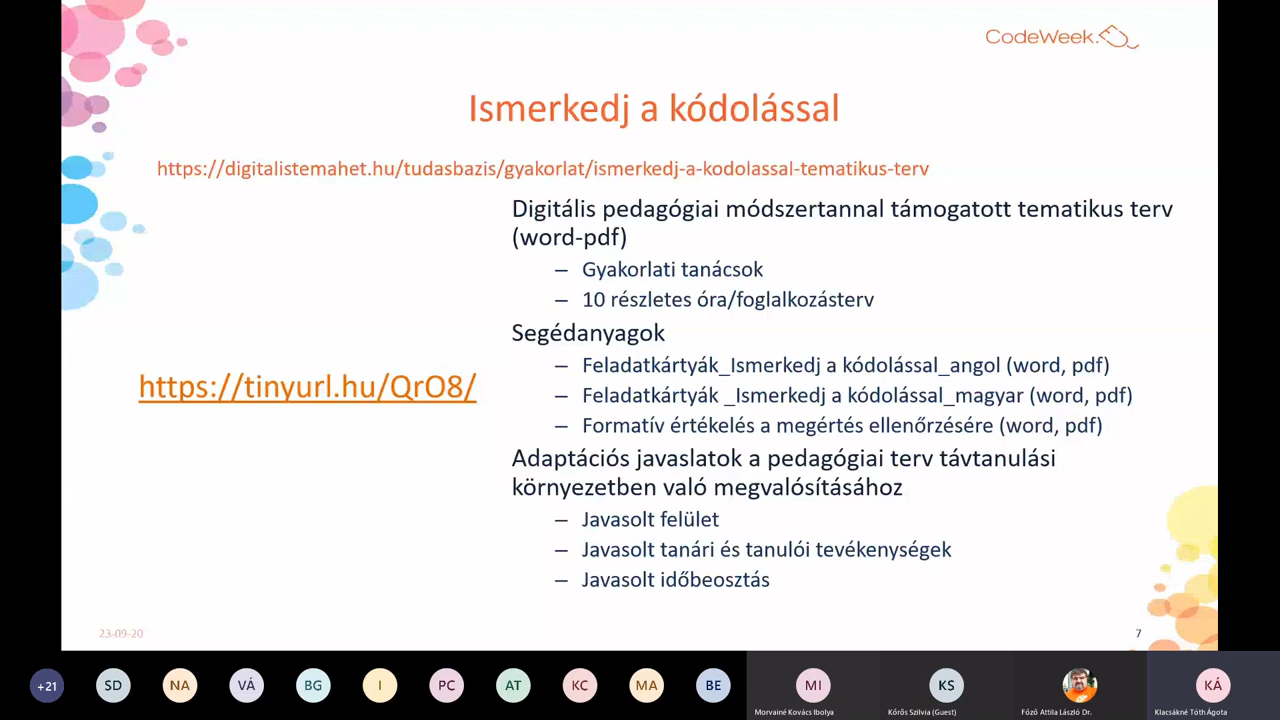 CodeWeek.
Ismerkedj a kódolással
https://digitalistemahet.hu/tudasbazis/gyakorlat/ismerkedj-a-kodolassal-tematikus-terv
Digitális pedagógiai módszertannal támogatott tematikus terv
(word-pdf)
– Gyakorlati tanácsok
– 10 részletes óra/foglalkozásterv
Segédanyagok
– Feladatkártyák_Ismerkedj a kódolással_angol (word, pdf)
– Feladatkártyák _Ismerkedj a kódolással_magyar (word, pdf)
– Formatív értékelés a megértés ellenőrzésére (word, pdf)
https://tinyurl.hu/QrO8/
Adaptációs javaslatok a pedagógiai terv távtanulási
környezetben való megvalósításához
– Javasolt felület
– Javasolt tanári és tanulói tevékenységek
– Javasolt időbeosztás
23-09-20
7
+21
SD
NA
VÁ
BG
I
PC
AT
KC
MA
BE
MI
KS
KÁ
Morvainé Kovács Ibolya
Kőrös Szilvia (Guest)
Főző Attila László Dr.
Klacsákné Tóth Ágota